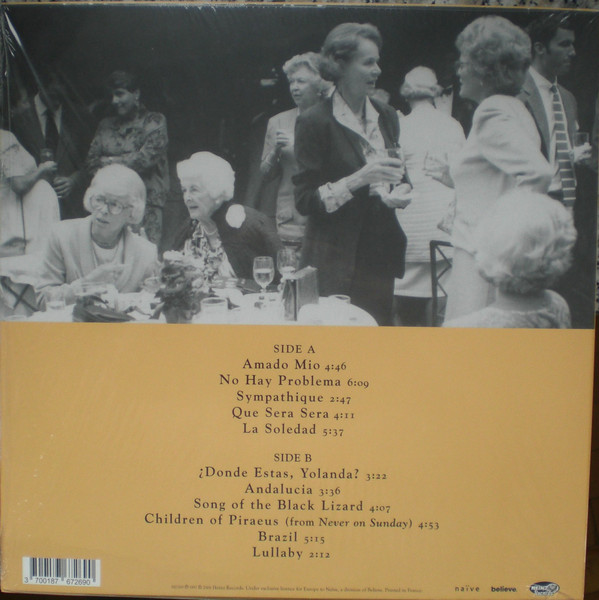 SIDE A
Amado Mio 4:46
No Hay Problema 6:09
Sympathique 2:47
Que Sera Sera 4:11
La Soledad 5:37
SIDE B
¿Donde Estas, Yolanda? 3:22
Andalucia 3:36
Song of the Black Lizard 4:07
Children of Piraeus (from Never on Sunday) 4:53
Brazil 5:15
Lullaby 2:12
3 700187 672690
naïve believe.